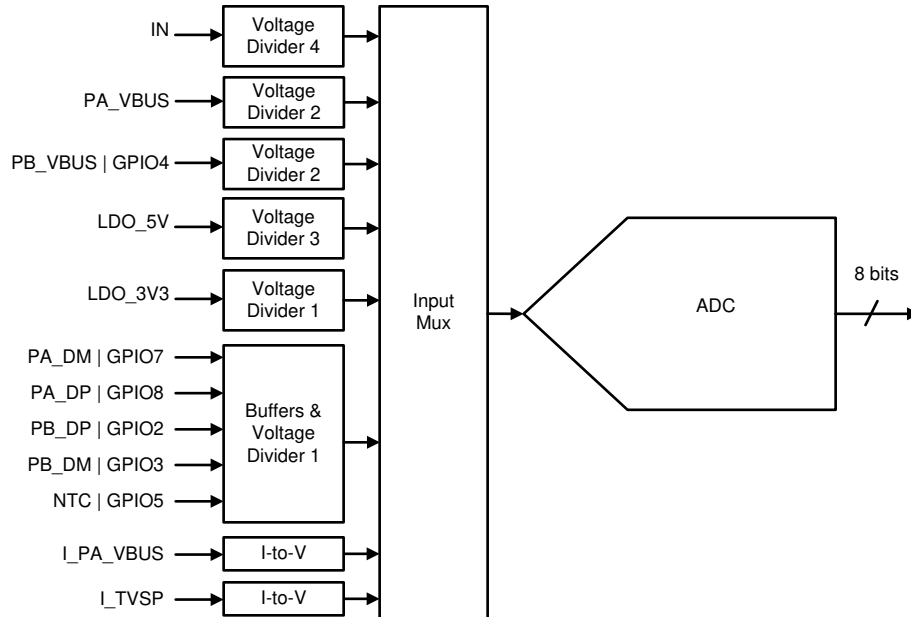 IN
Voltage
Divider 4
PA_VBUS
Voltage
Divider 2
PB_VBUS | GPIO4
Voltage
Divider 2
LDO_5V
Voltage
Divider 3
LDO_3V3
Voltage
Divider 1
PA_DM | GPIO7
PA_DP | GPIO8
PB_DP | GPIO2
PB_DM | GPIO3
NTC | GPIO5
Buffers &
Voltage
Divider 1
I_PA_VBUS
I-to-V
I_TVSP
I-to-V
Input
Mux
ADC
8 bits